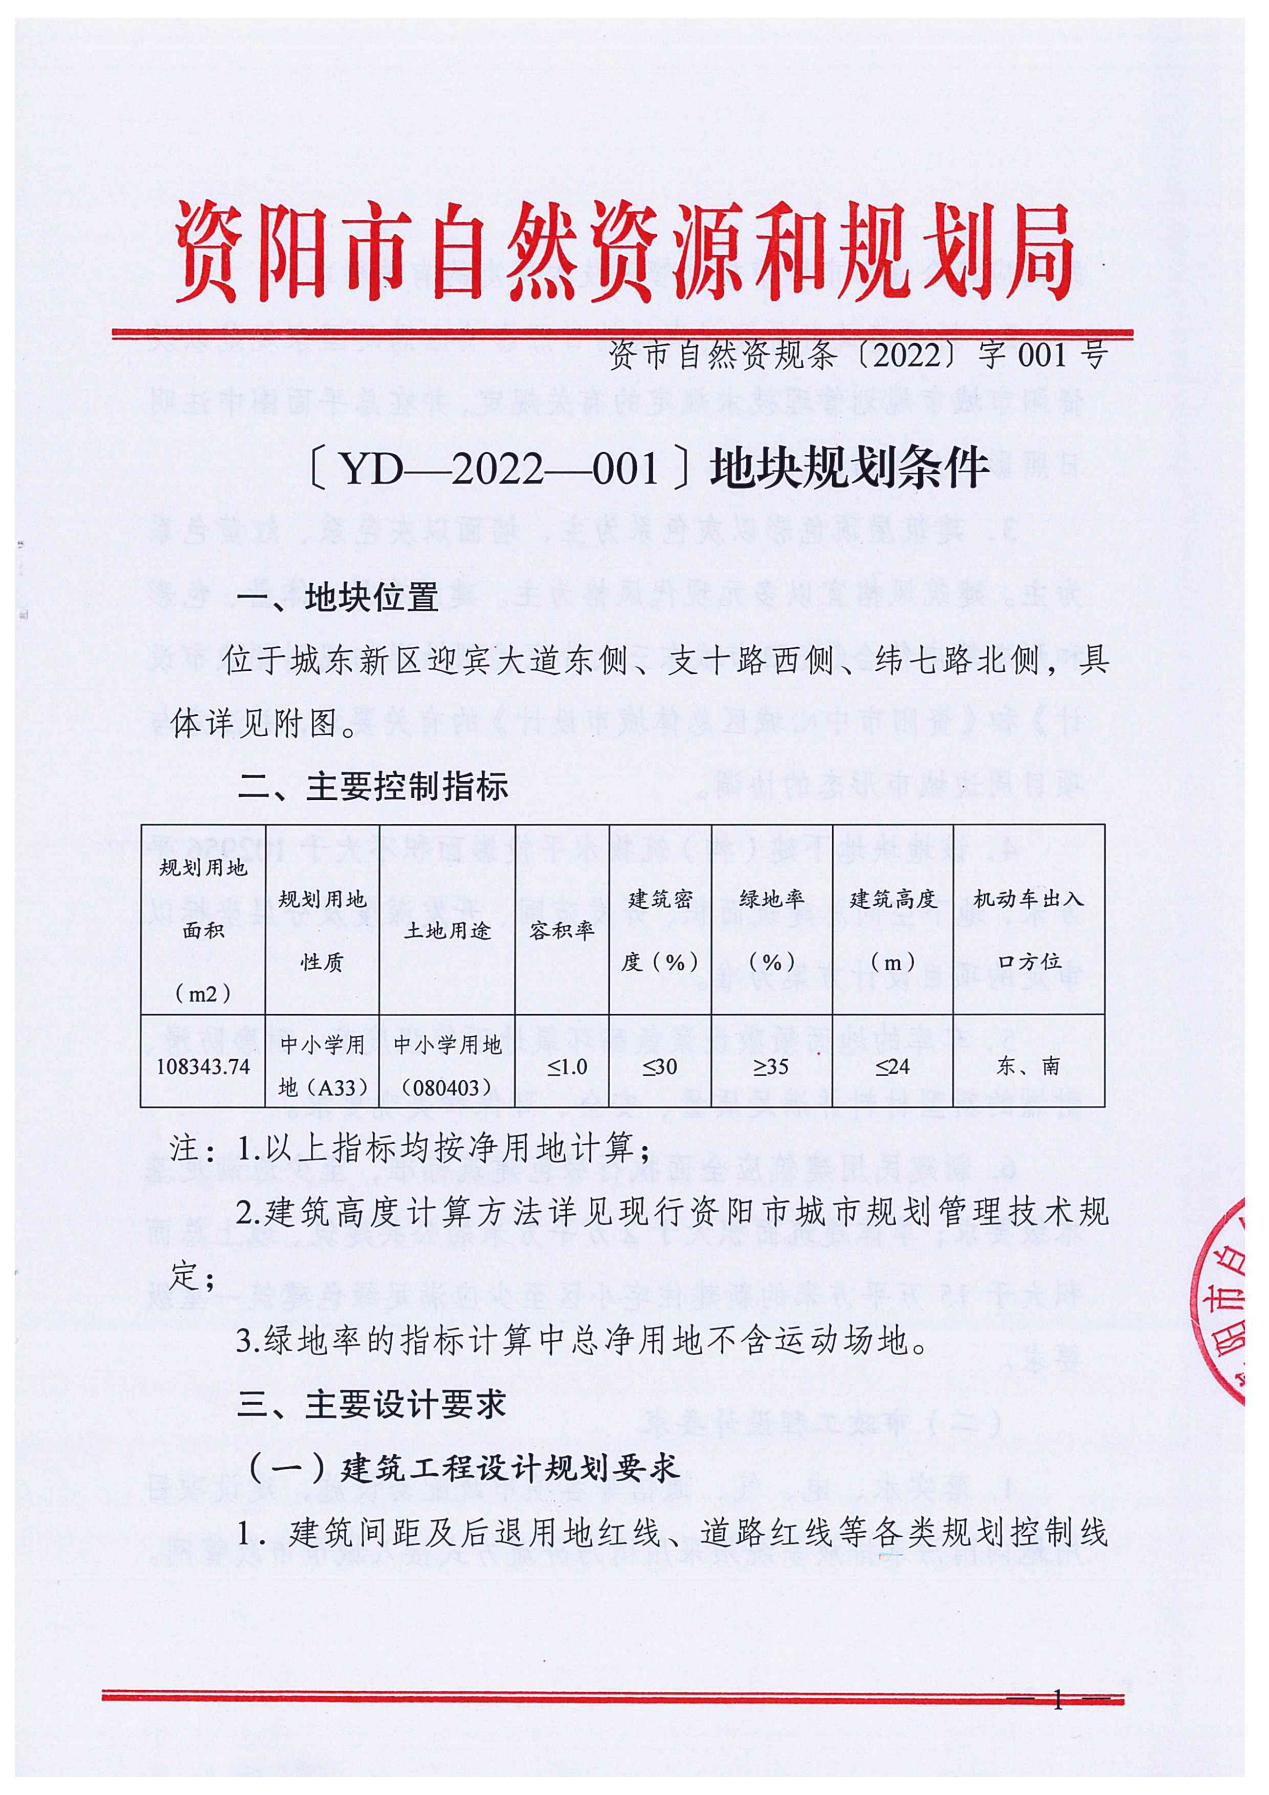 资阳市自然资源和规划局
资市自然资规条〔2022〕字 001 号
〔YD—2022—001〕地块规划条件
一、地块位置
位于城东新区迎宾大道东侧、支十路西侧、纬七路北侧，具
体详见附图。
二、主要控制指标
规划用地
面积
（m2）
规划用地
性质
土地用途
容积率
建筑密
度（%）
绿地率
（%）
建筑高度
（m）
机动车出入
口方位
108343.74
中小学用
地（A33）
中小学用地
（080403）
≤1.0
≤30
≥35
≤24
东、南
注：1.以上指标均按净用地计算；
2.建筑高度计算方法详见现行资阳市城市规划管理技术规
定；
3.绿地率的指标计算中总净用地不含运动场地。
三、主要设计要求
（一）建筑工程设计规划要求
1．建筑间距及后退用地红线、道路红线等各类规划控制线
— 1 —
阳市自